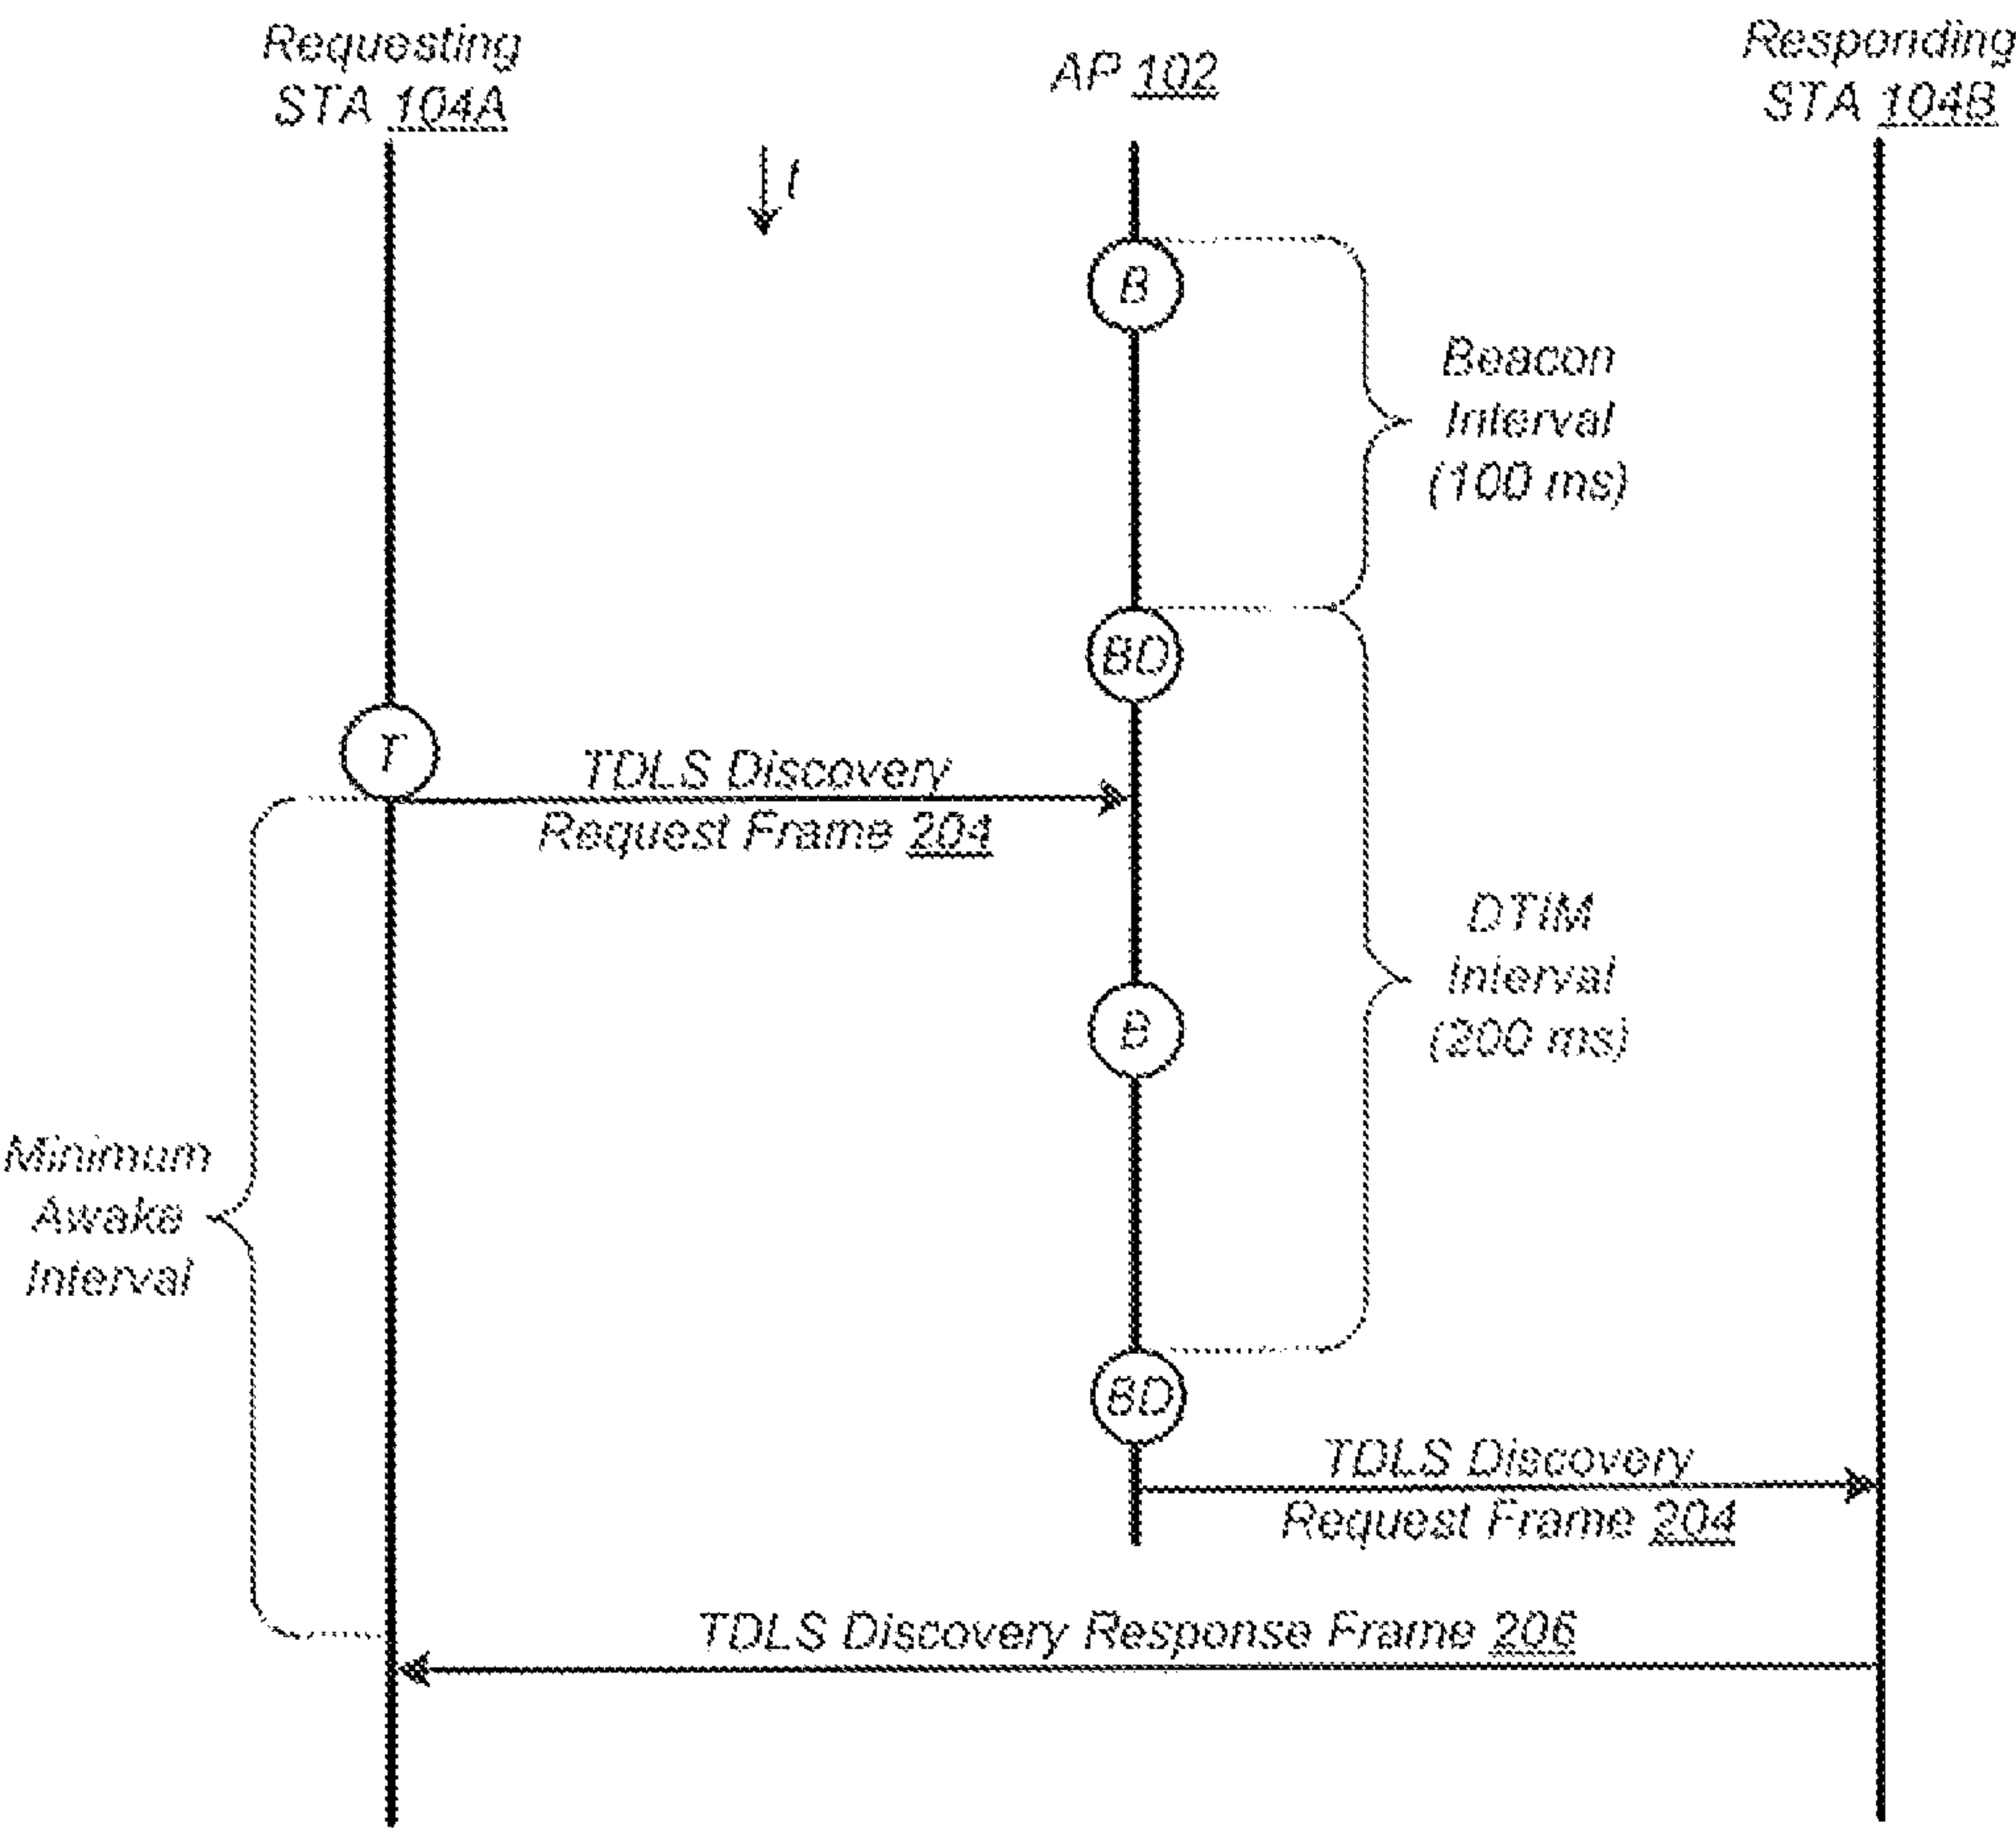 Requesting
STA 104A
AP 102
Responding
STA 104B
t
B
Beacon
Interval
(100 ms)
BD
T
TDLS Discovery
Request Frame 204
DTIM
Interval
(200 ms)
B
Minimum
Awake
Interval
BD
TDLS Discovery
Request Frame 204
TDLS Discovery Response Frame 206